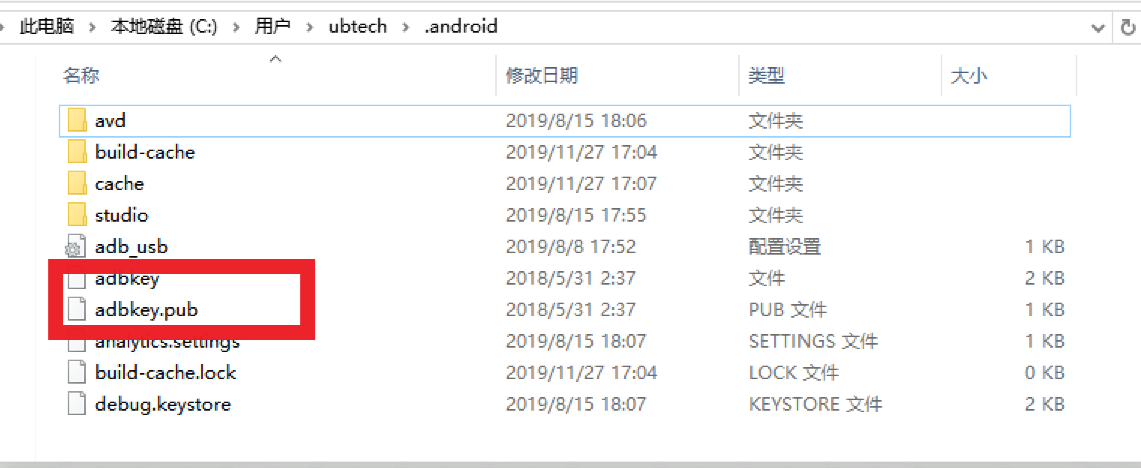 此电脑 > 本地磁盘 (C:) > 用户 > ubtech > .android
名称 修改日期 类型 大小
avd 2019/8/15 18:06 文件夹
build-cache 2019/11/27 17:04 文件夹
cache 2019/11/27 17:07 文件夹
studio 2019/8/15 17:55 文件夹
adb_usb 2019/8/8 17:52 配置设置 1 KB
adbkey 2018/5/31 2:37 文件 2 KB
adbkey.pub 2018/5/31 2:37 PUB 文件 1 KB
analytics.settings 2019/8/15 18:07 SETTINGS 文件 1 KB
build-cache.lock 2019/11/27 17:04 LOCK 文件 0 KB
debug.keystore 2019/8/15 18:07 KEYSTORE 文件 2 KB